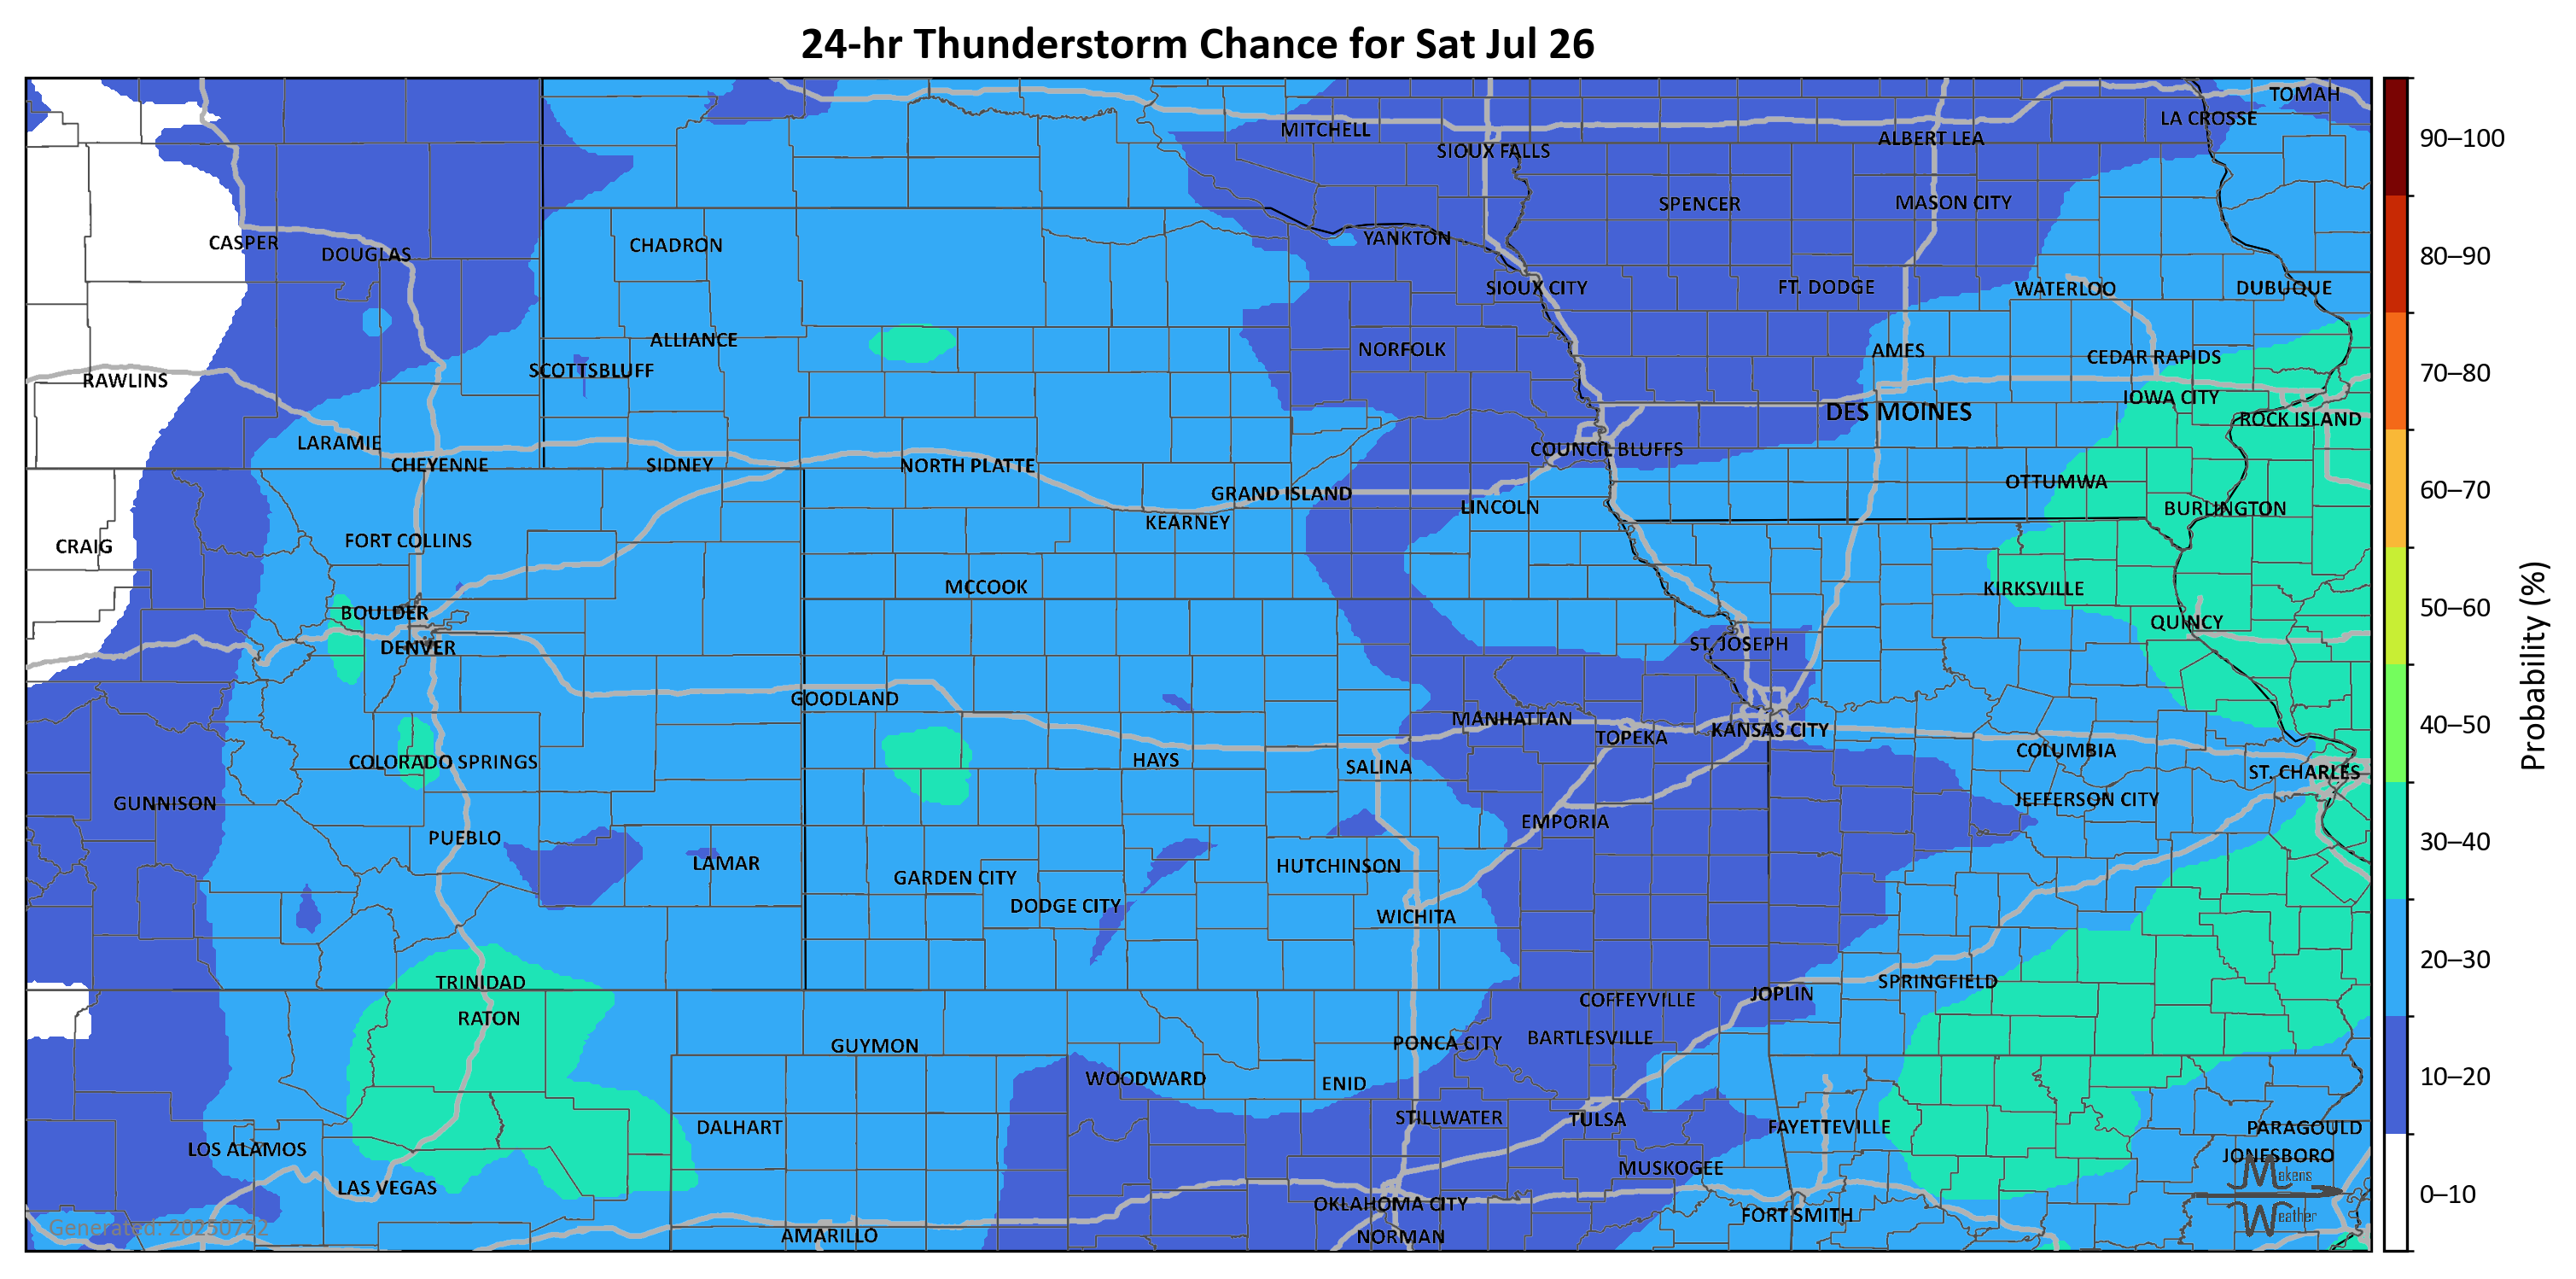 24-hr Thunderstorm Chance for Sat Jul 26
TOMAH
LA CROSSE
MITCHELL
ALBERT LEA
SIOUX FALLS
SPENCER
MASON CITY
CASPER
DOUGLAS
CHADRON
YANKTON
SIOUX CITY
FT. DODGE
WATERLOO
DUBUQUE
ALLIANCE
NORFOLK
AMES
CEDAR RAPIDS
RAWLINS
SCOTTSBLUFF
IOWA CITY
DES MOINES
ROCK ISLAND
LARAMIE
COUNCIL BLUFFS
CHEYENNE
SIDNEY
NORTH PLATTE
GRAND ISLAND
OTTUMWA
LINCOLN
BURLINGTON
KEARNEY
CRAIG
FORT COLLINS
MCCOOK
KIRKSVILLE
BOULDER
QUINCY
DENVER
ST. JOSEPH
GOODLAND
MANHATTAN
TOPEKA
KANSAS CITY
COLUMBIA
COLORADO SPRINGS
HAYS
SALINA
ST. CHARLES
GUNNISON
JEFFERSON CITY
EMPORIA
PUEBLO
LAMAR
HUTCHINSON
GARDEN CITY
DODGE CITY
WICHITA
TRINIDAD
SPRINGFIELD
JOPLIN
COFFEYVILLE
RATON
GUYMON
PONCA CITY
BARTLESVILLE
WOODWARD
ENID
STILLWATER
TULSA
DALHART
FAYETTEVILLE
PARAGOULD
LOS ALAMOS
JONESBORO
MUSKOGEE
LAS VEGAS
OKLAHOMA CITY
FORT SMITH
AMARILLO
NORMAN
Generated: 20250722
Makens
Weather
90–100
80–90
70–80
60–70
50–60
40–50
30–40
20–30
10–20
0–10
Probability (%)